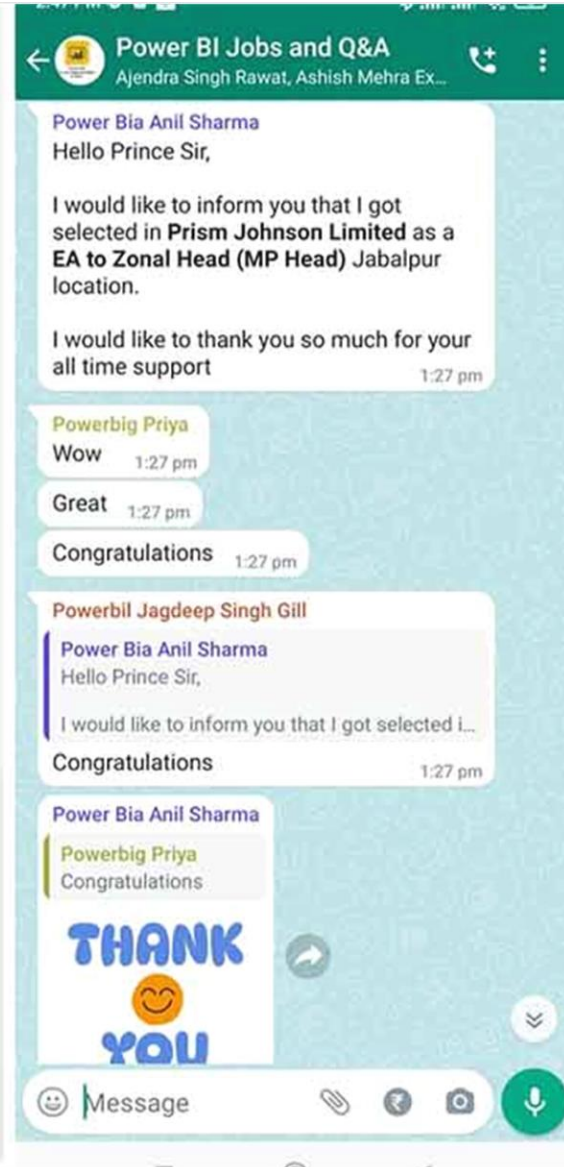 Power BI Jobs and Q&A
Ajendra Singh Rawat, Ashish Mehra Ex...
Power Bia Anil Sharma
Hello Prince Sir,
I would like to inform you that I got
selected in Prism Johnson Limited as a
EA to Zonal Head (MP Head) Jabalpur
location.
I would like to thank you so much for your
all time support
1:27 pm
Powerbig Priya
Wow 1:27 pm
Great 1:27 pm
Congratulations 1:27 pm
Powerbil Jagdeep Singh Gill
Power Bia Anil Sharma
Hello Prince Sir,
I would like to inform you that I got selected i...
Congratulations
1:27 pm
Power Bia Anil Sharma
Powerbig Priya
Congratulations
THANK
YOU
Message